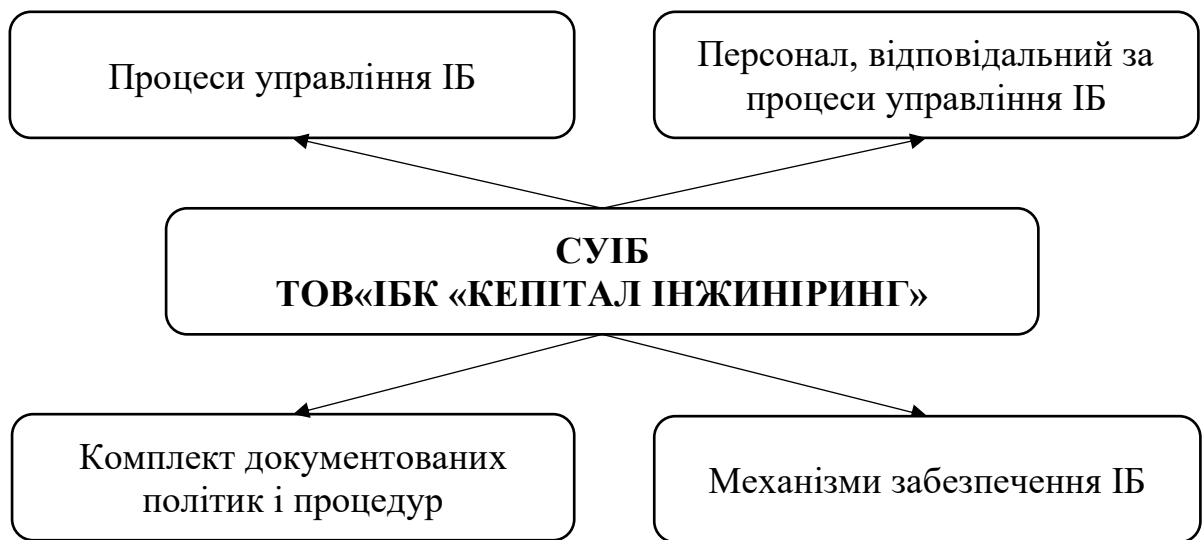 Процеси управління ІБ
Персонал, відповідальний за
процеси управління ІБ
СУІБ
ТОВ«ІБК «КЕПІТАЛ ІНЖИНІРИНГ»
Комплект документованих
політик і процедур
Механізми забезпечення ІБ